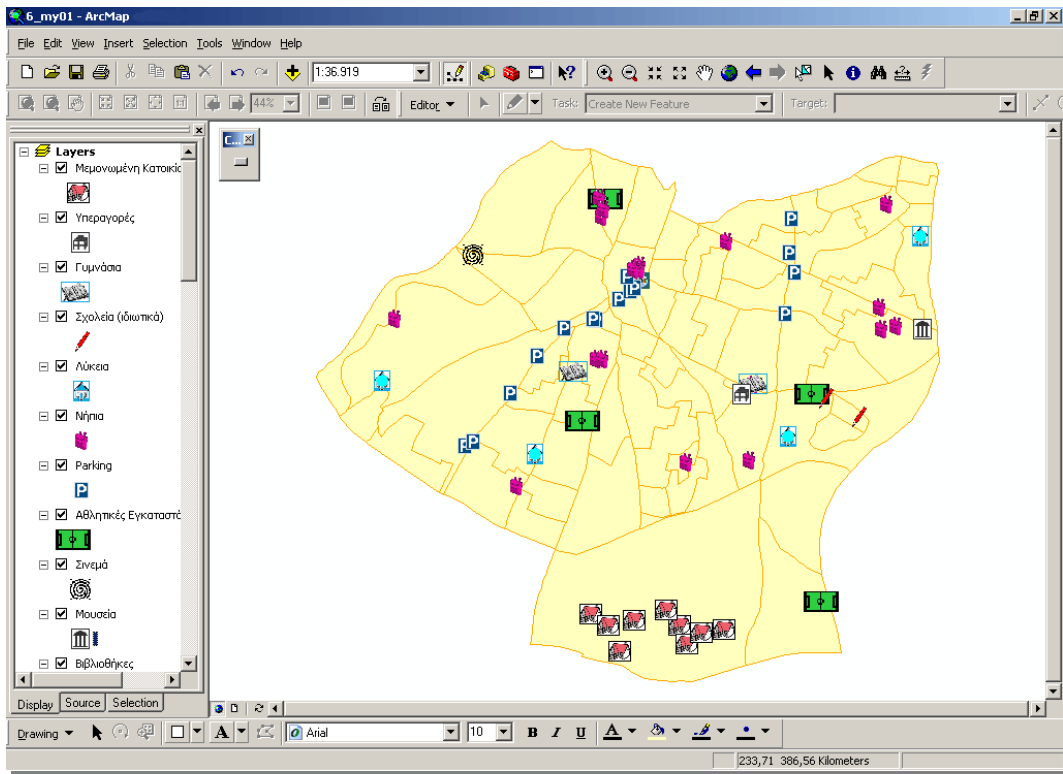 6_my01 - ArcMap
File Edit View Insert Selection Tools Window Help
1:36.919
44% Editor Task: Create New Feature Target:
C...
Layers
Μεμονωμένη Κατοικία
Υπεραγορές
Γυμνάσια
Σχολεία (ιδιωτικά)
Λύκεια
Νήπια
Parking
P
Αθλητικές Εγκαταστά
Σινεμά
Μουσεία
Βιβλιοθήκες
Display Source Selection
P
P
P
P
P
P
P
P
P
P
P
P
P
Drawing A Arial 10 B I U A
233,71 386,56 Kilometers